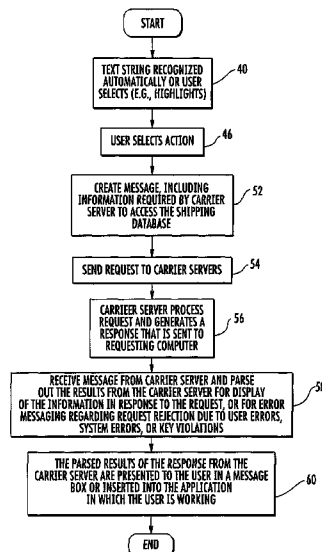 START
TEXT STRING RECOGNIZED
AUTOMATICALLY OR USER
SELECTS (E.G., HIGHLIGHTS)
40
USER SELECTS ACTION
46
CREATE MESSAGE, INCLUDING
INFORMATION REQUIRED BY CARRIER
SERVER TO ACCESS THE SHIPPING
DATABASE
52
SEND REQUEST TO CARRIER SERVERS
54
CARRIEER SERVER PROCESS
REQUEST AND GENERATES A
RESPONSE THAT IS SENT TO
REQUESTING COMPUTER
56
RECEIVE MESSAGE FROM CARRIER SERVER AND PARSE
OUT THE RESULTS FROM THE CARRIER SERVER FOR DISPLAY
OF THE INFORMATION IN RESPONSE TO THE REQUEST, OR FOR ERROR
MESSAGING REGARDING REQUEST REJECTION DUE TO USER ERRORS,
SYSTEM ERRORS, OR KEY VIOLATIONS
THE PARSED RESULTS OF THE RESPONSE FROM THE
CARRIER SERVER ARE PRESENTED TO THE USER IN A MESSAGE
BOX OR INSERTED INTO THE APPLICATION
IN WHICH THE USER IS WORKING
60
END